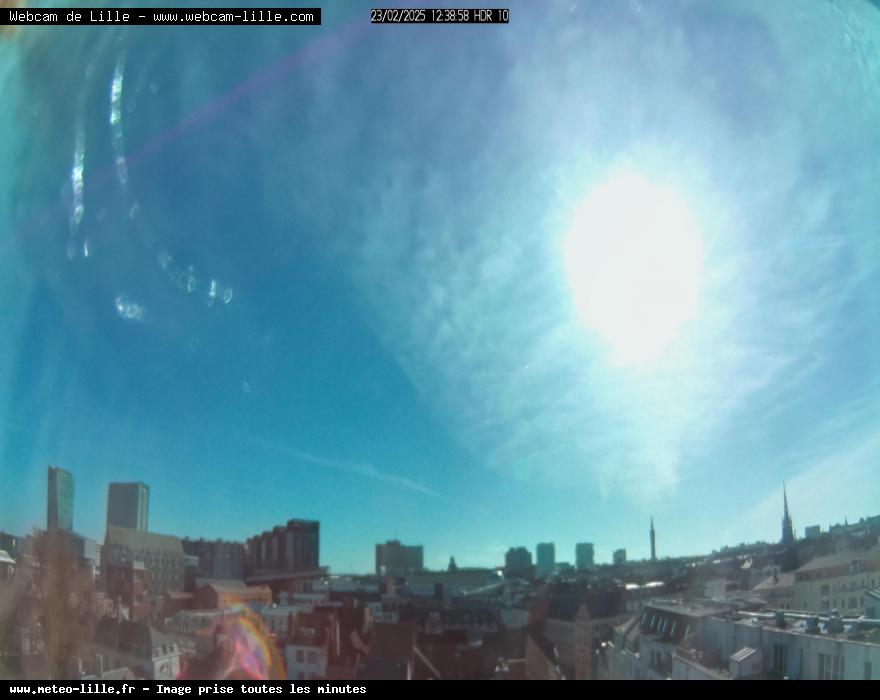 Webcam de Lille - www.webcam-lille.com
23/02/2025 12:38:58 HDR 10
www.meteo-lille.fr - Image prise toutes les minutes